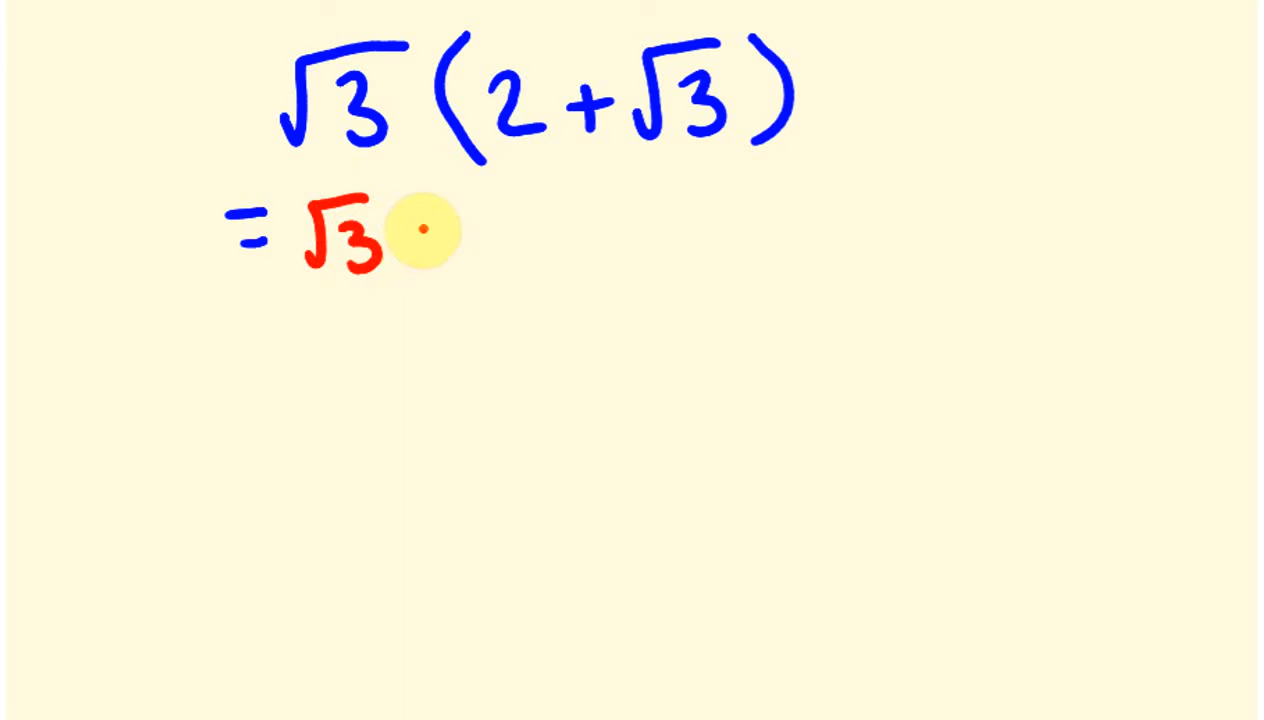 √3 (2+√3)
= √3